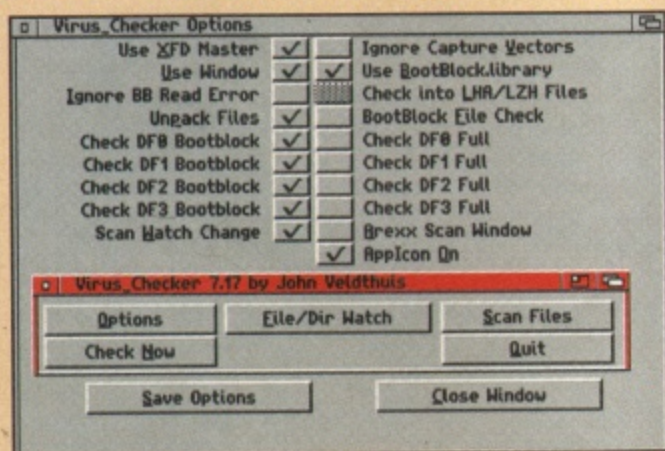 Virus_Checker Options
Use XFD Master Ignore Capture Vectors
Use Window Use BootBlock.library
Ignore BB Read Error Check into LHA/LZH Files
Unpack Files BootBlock File Check
Check DF0 Bootblock Check DF0 Full
Check DF1 Bootblock Check DF1 Full
Check DF2 Bootblock Check DF2 Full
Check DF3 Bootblock Check DF3 Full
Scan Watch Change Brexx Scan Window
AppIcon On
Virus_Checker 7.17 by John Veldthuis
Options File/Dir Watch Scan Files
Check Now Quit
Save Options Close Window